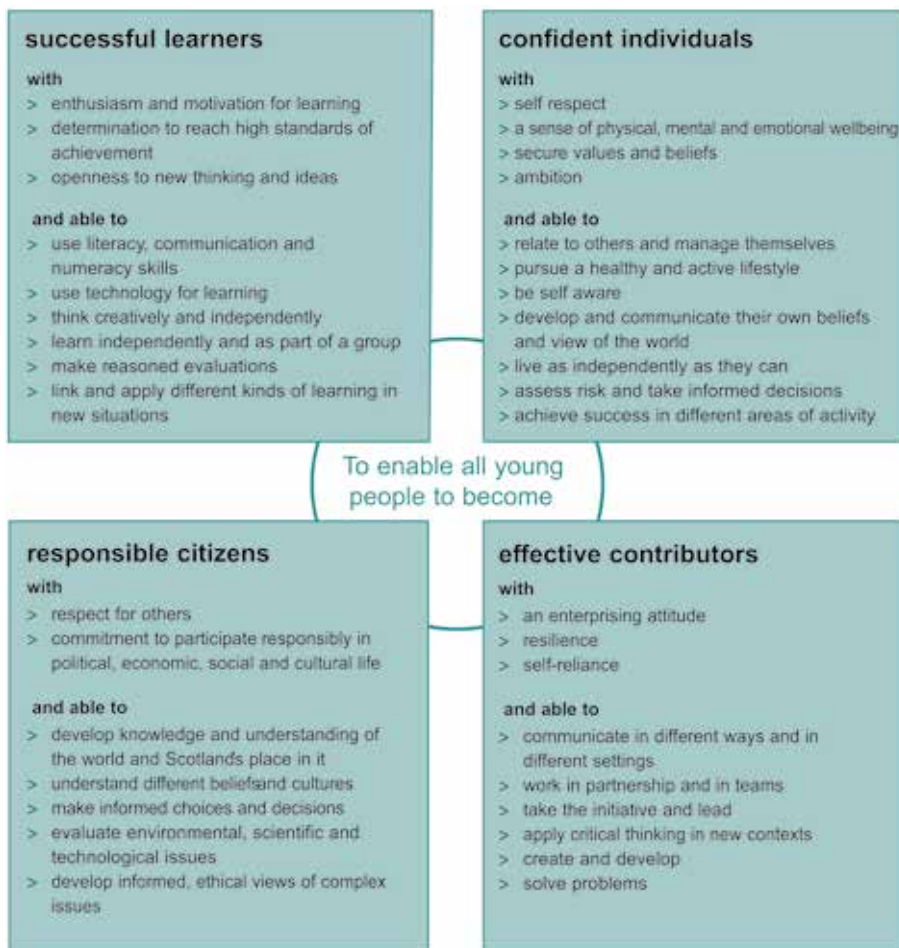 successful learners
with
> enthusiasm and motivation for learning
> determination to reach high standards of
achievement
> openness to new thinking and ideas
and able to
> use literacy, communication and
numeracy skills
> use technology for learning
> think creatively and independently
> learn independently and as part of a group
> make reasoned evaluations
> link and apply different kinds of learning in
new situations
confident individuals
with
> self respect
> a sense of physical, mental and emotional wellbeing
> secure values and beliefs
> ambition
and able to
> relate to others and manage themselves
> pursue a healthy and active lifestyle
> be self aware
> develop and communicate their own beliefs
and view of the world
> live as independently as they can
> assess risk and take informed decisions
> achieve success in different areas of activity
To enable all young
people to become
responsible citizens
with
> respect for others
> commitment to participate responsibly in
political, economic, social and cultural life
and able to
> develop knowledge and understanding of
the world and Scotland's place in it
> understand different beliefsand cultures
> make informed choices and decisions
> evaluate environmental, scientific and
technological issues
> develop informed, ethical views of complex
issues
effective contributors
with
> an enterprising attitude
> resilience
> self-reliance
and able to
> communicate in different ways and in
different settings
> work in partnership and in teams
> take the initiative and lead
> apply critical thinking in new contexts
> create and develop
> solve problems